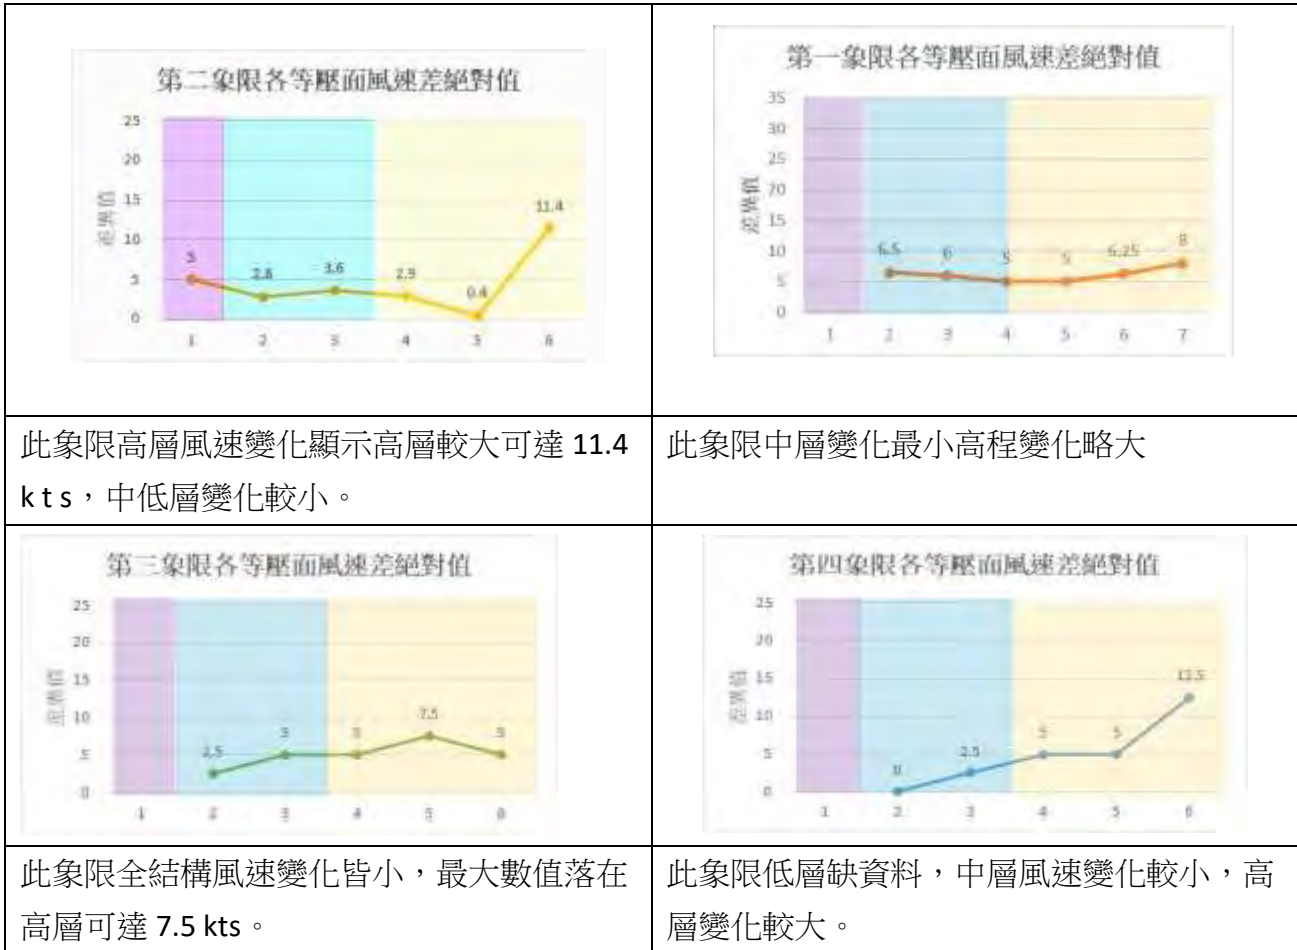 第二象限各等壓面風速差絕對值
25
20
15
10
5
0
差異值
5
2.8
3.6
2.9
0.4
11.4
1 2 3 4 5 6
第一象限各等壓面風速差絕對值
35
30
25
20
15
10
5
0
差異值
6.5
6
5
5
6.25
8
1 2 3 4 5 6 7
此象限高層風速變化顯示高層較大可達 11.4
k t s，中低層變化較小。
此象限中層變化最小高程變化略大
第三象限各等壓面風速差絕對值
25
20
15
10
5
0
差異值
2.5
5
5
7.5
5
1 2 3 4 5 6
第四象限各等壓面風速差絕對值
25
20
15
10
5
0
差異值
0
2.5
5
5
12.5
1 2 3 4 5 6
此象限全結構風速變化皆小，最大數值落在
高層可達 7.5 kts。
此象限低層缺資料，中層風速變化較小，高
層變化較大。